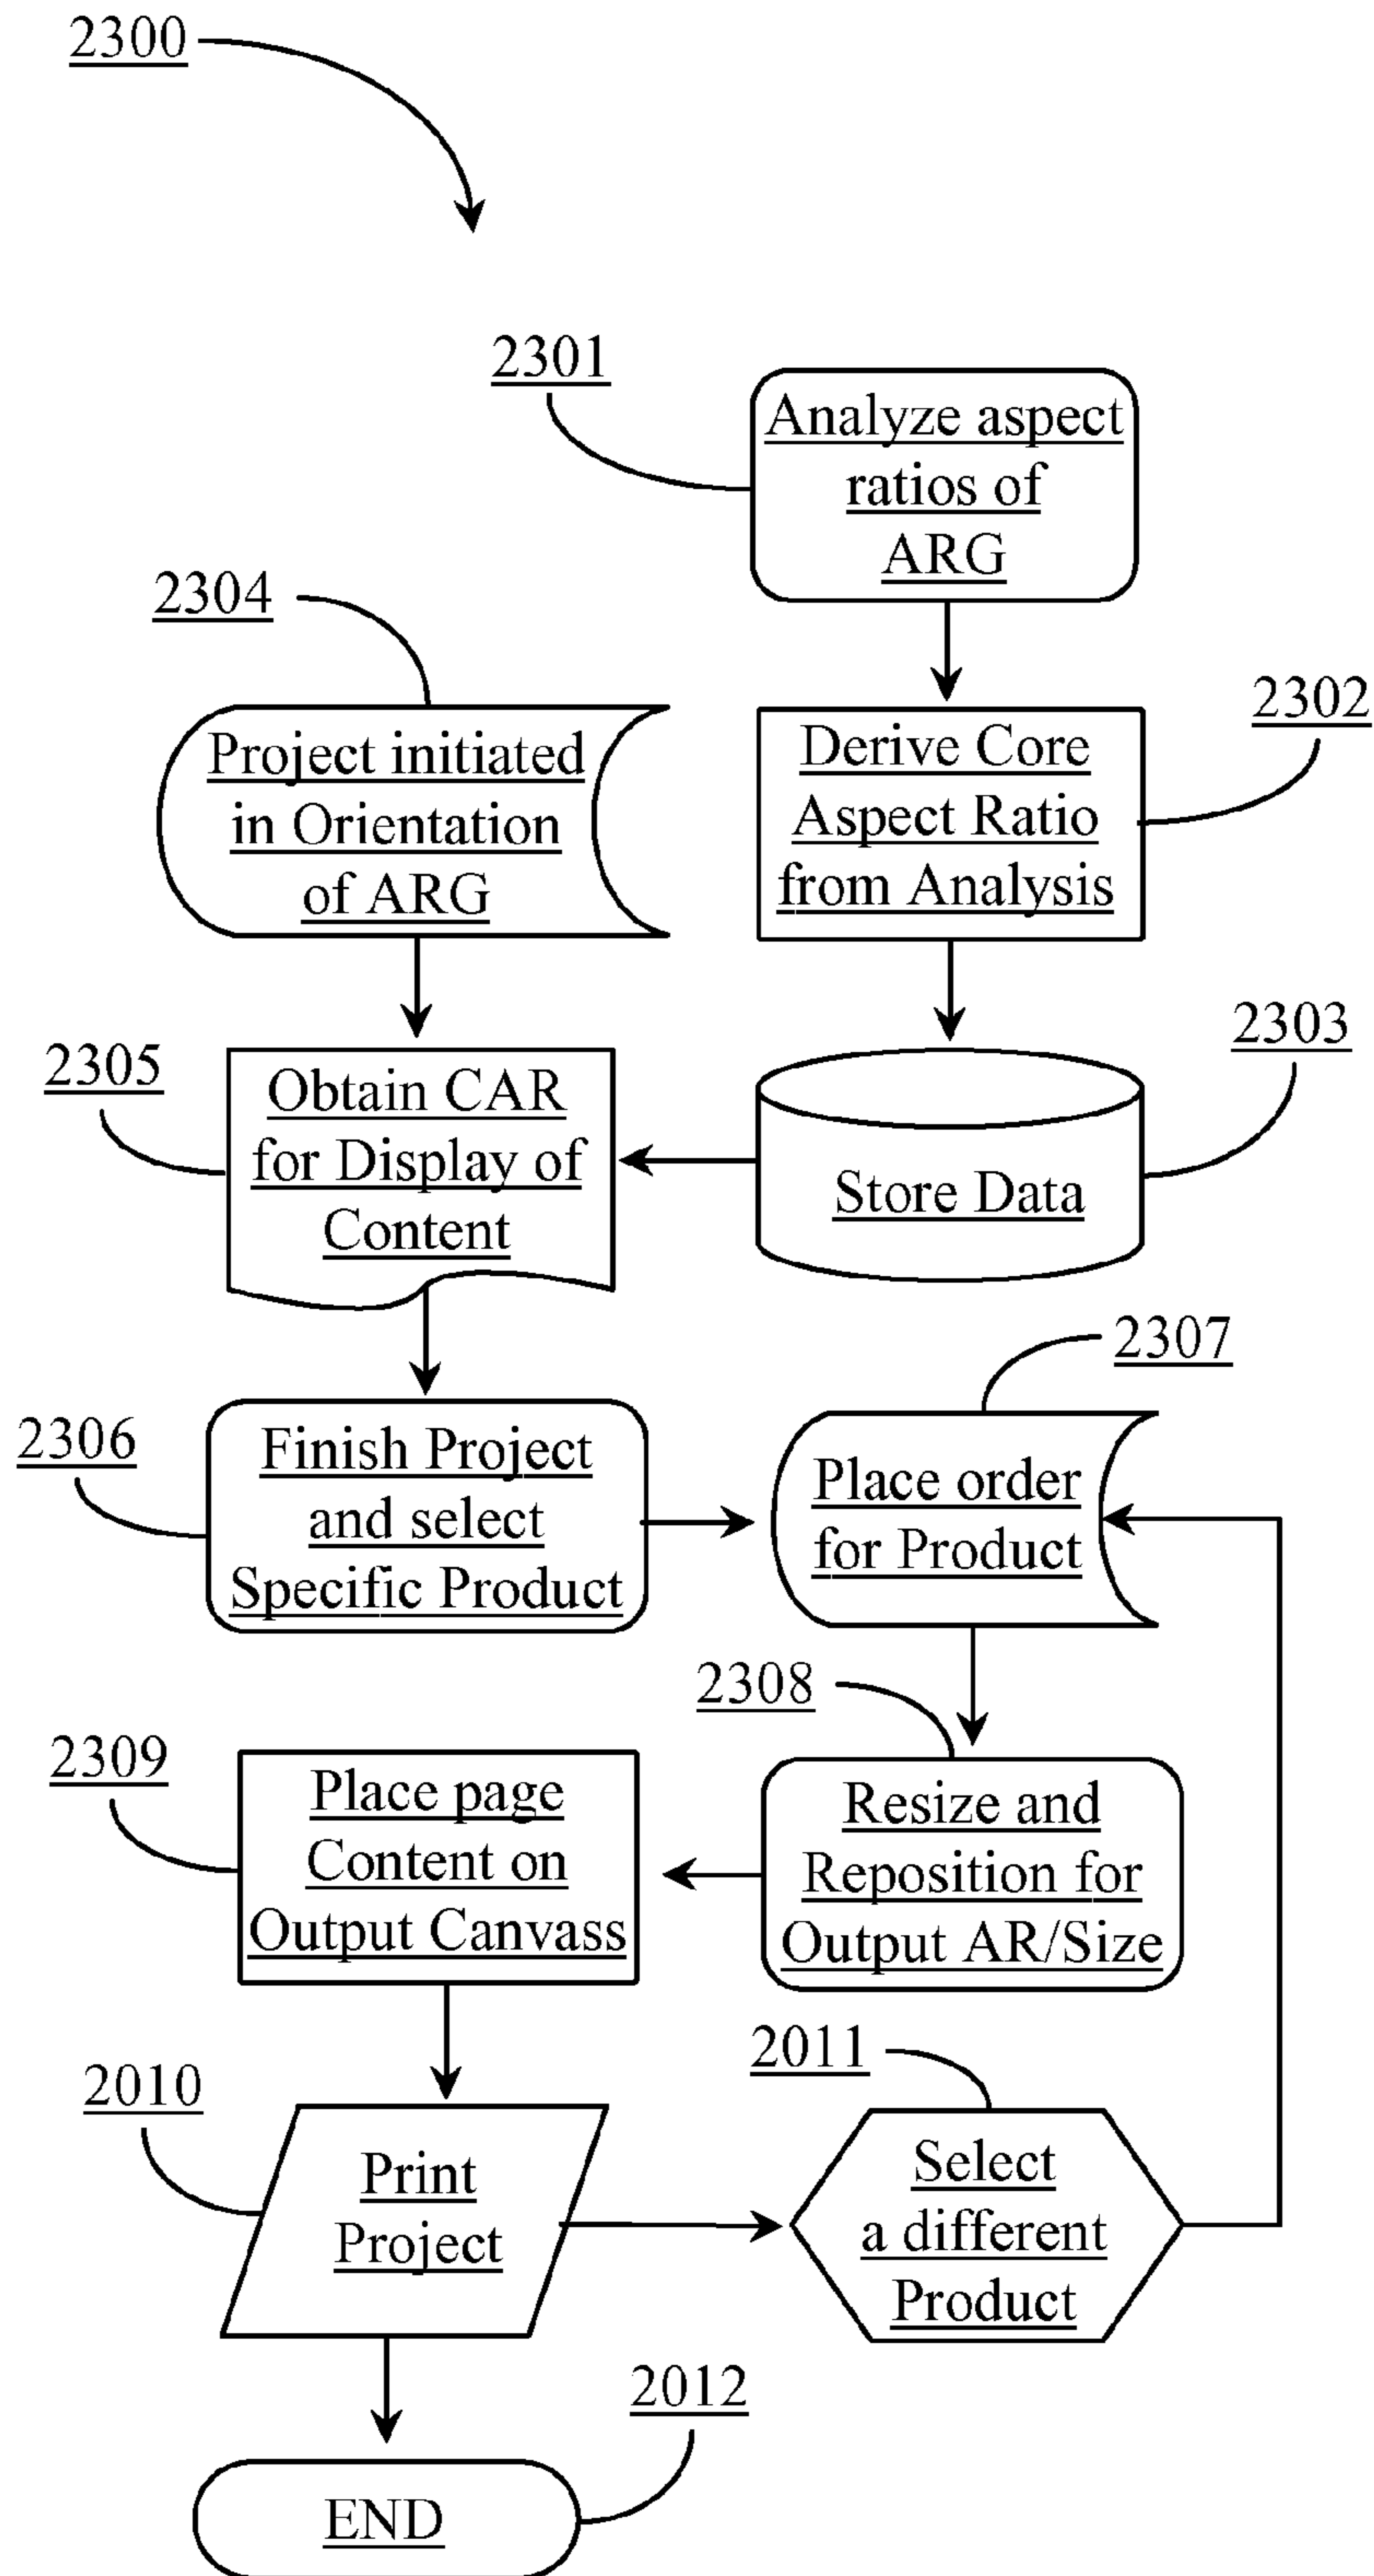 2300
2301
Analyze aspect
ratios of
ARG
2304
Project initiated
in Orientation
of ARG
2302
Derive Core
Aspect Ratio
from Analysis
2305
Obtain CAR
for Display of
Content
2303
Store Data
2306
Finish Project
and select
Specific Product
2307
Place order
for Product
2308
Resize and
Reposition for
Output AR/Size
2309
Place page
Content on
Output Canvass
2010
Print
Project
2011
Select
a different
Product
2012
END